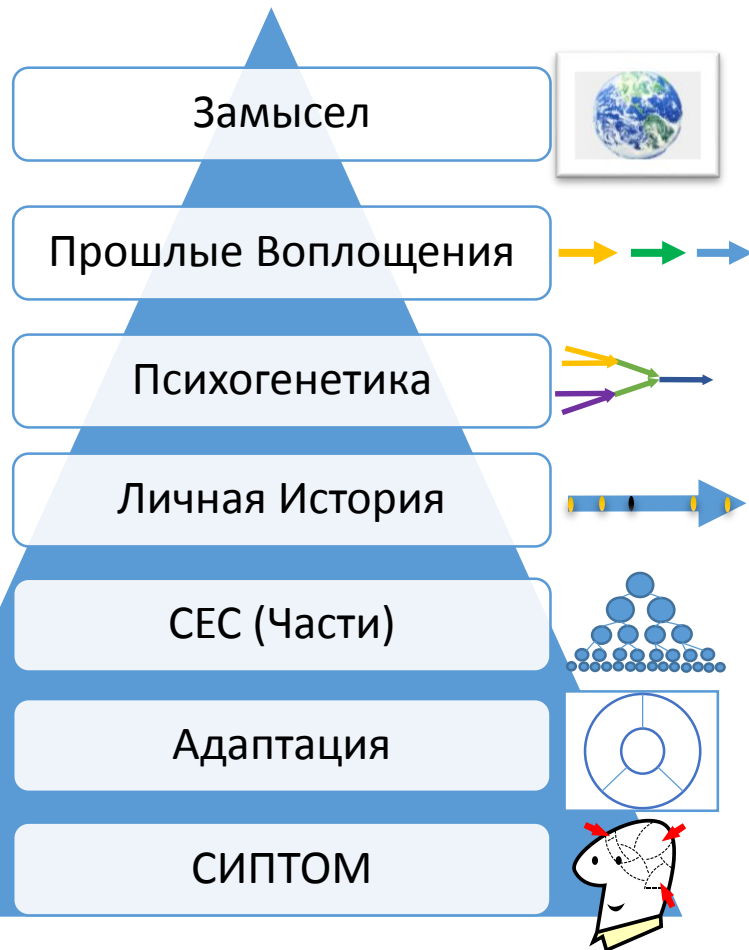 Замысел
Прошлые Воплощения
Психогенетика
Личная История
СЕС (Части)
Адаптация
СИПТОМ